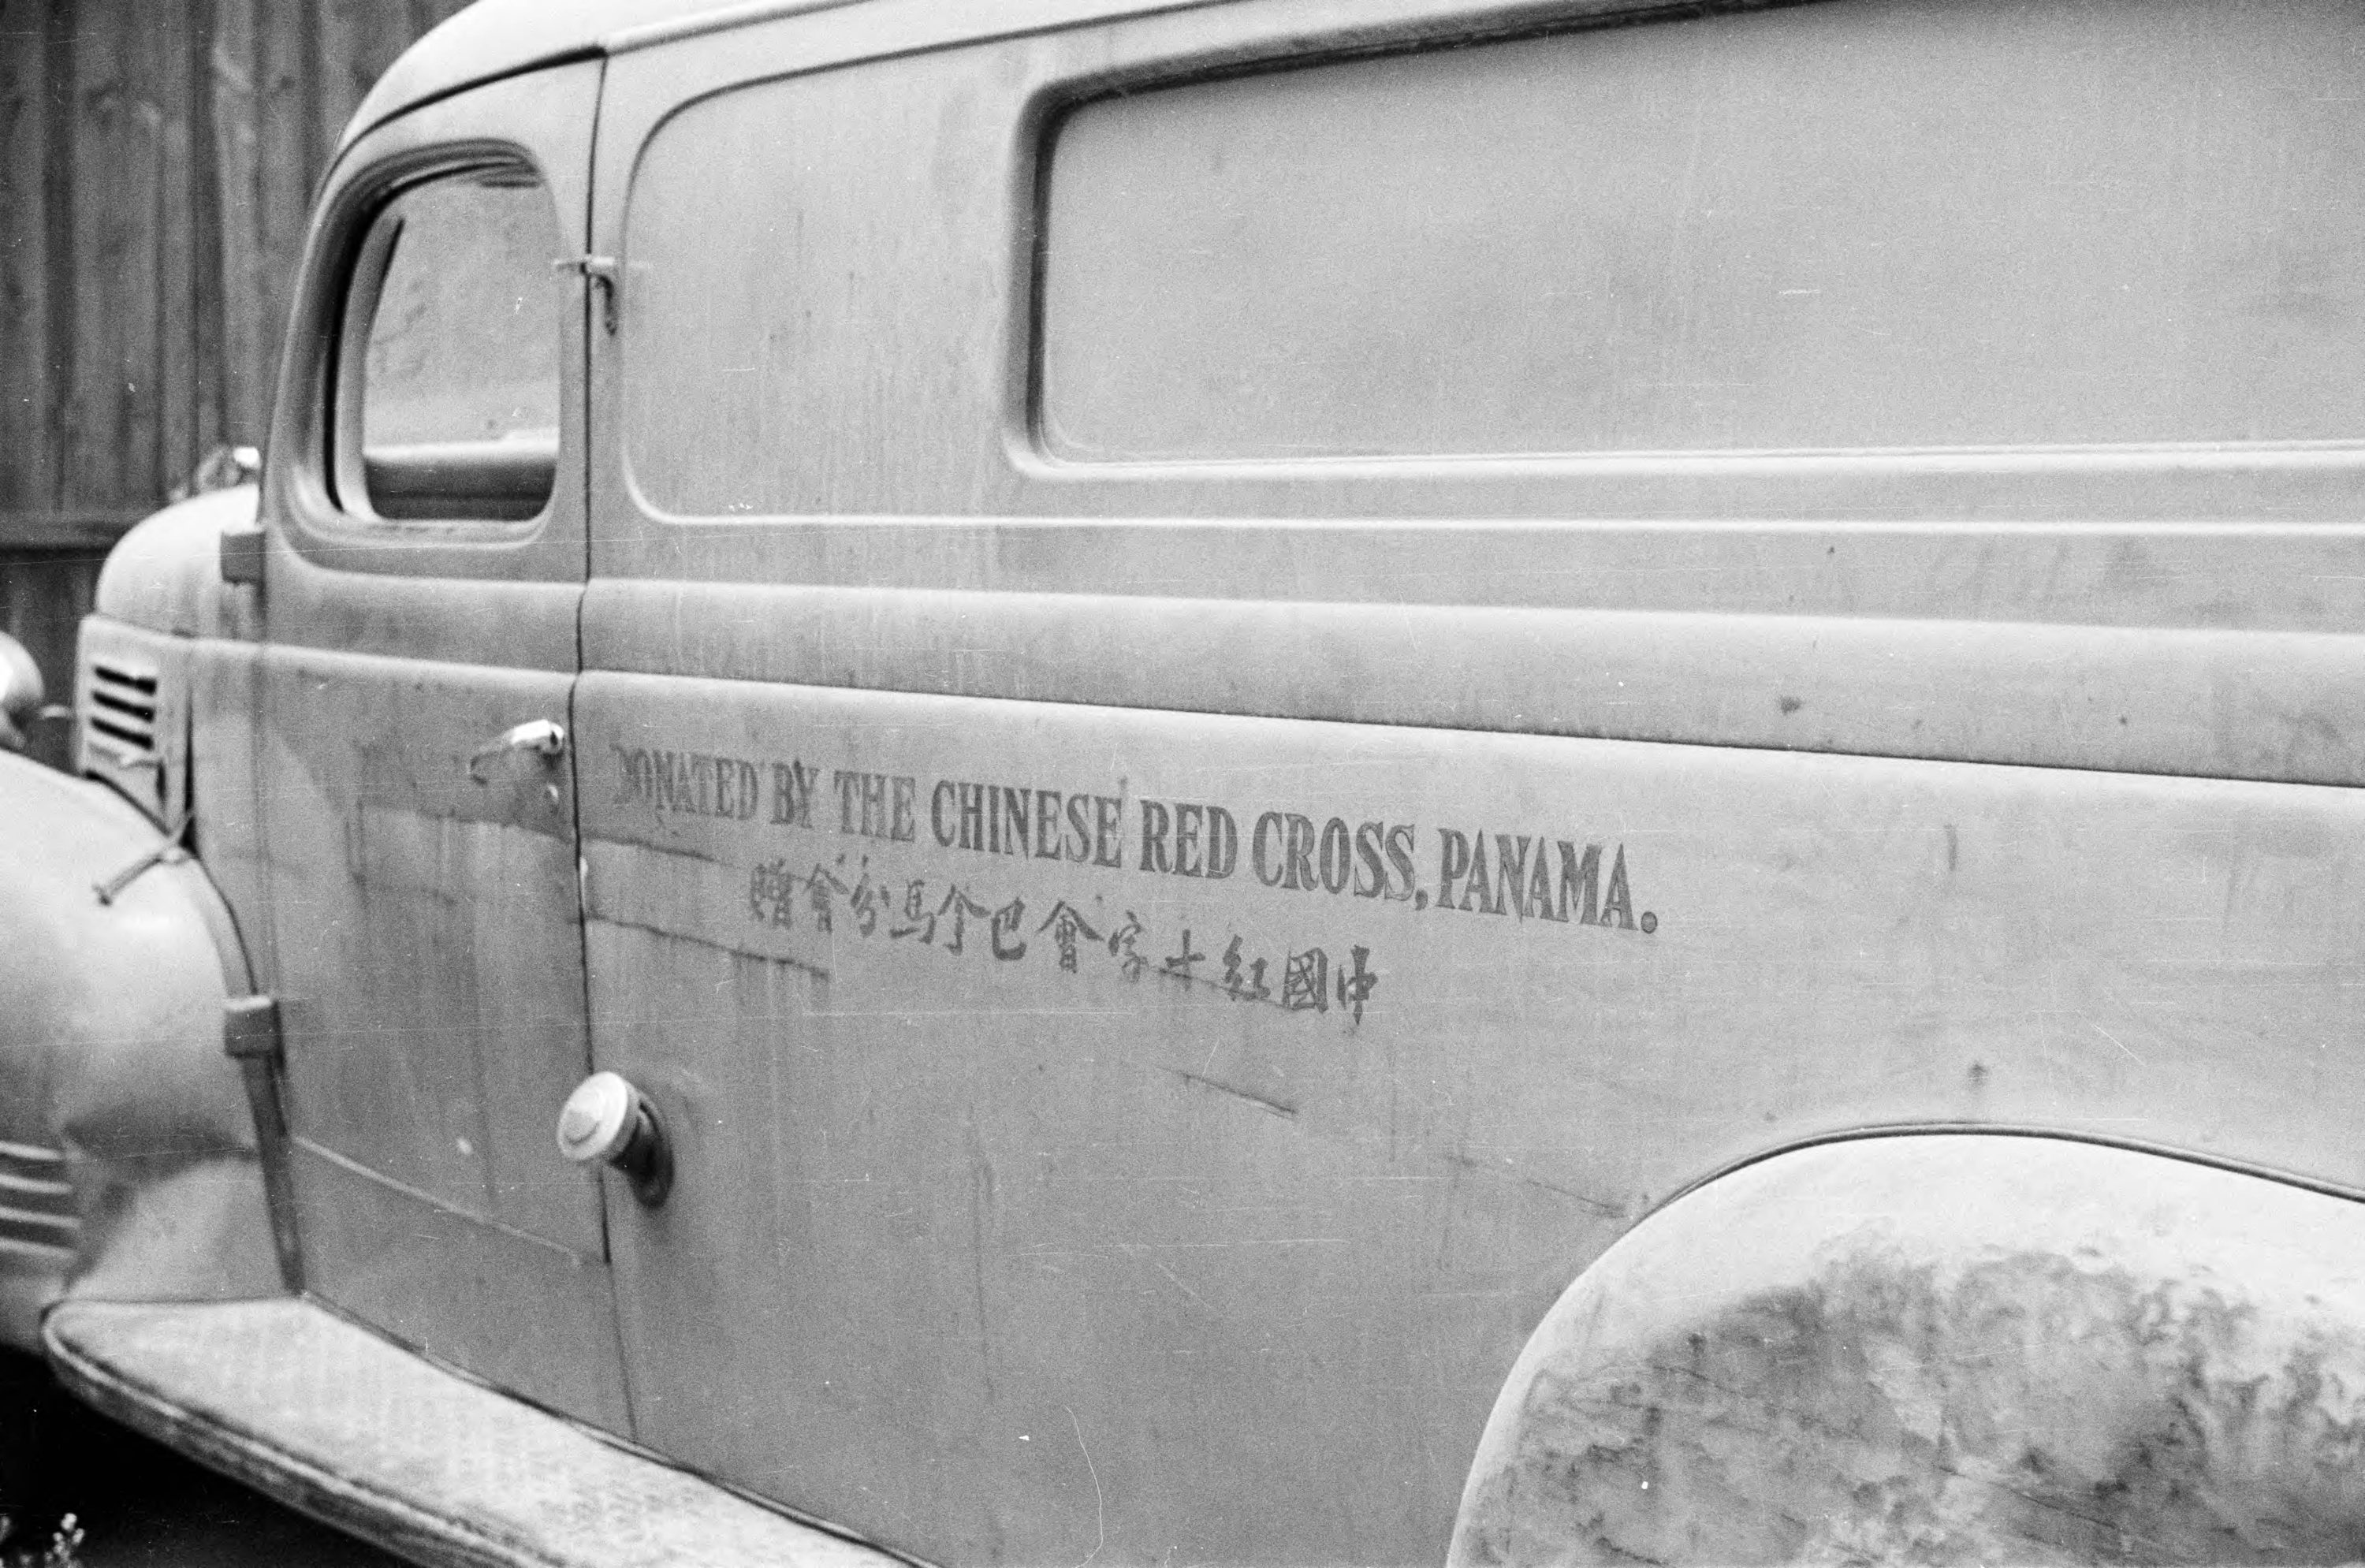 DONATED BY THE CHINESE RED CROSS, PANAMA.
中國紅十字會巴拿馬分會贈